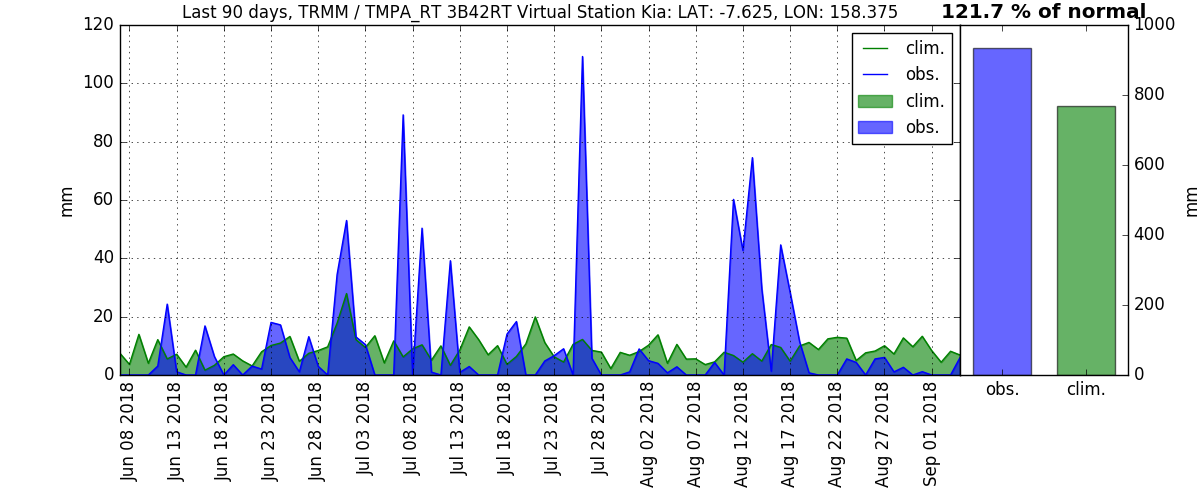 Last 90 days, TRMM / TMPA_RT 3B42RT Virtual Station Kia: LAT: -7.625, LON: 158.375
121.7 % of normal
120
100
80
60
40
20
0
mm
clim.
obs.
clim.
obs.
1000
800
600
400
200
0
mm
Jun 08 2018
Jun 13 2018
Jun 18 2018
Jun 23 2018
Jun 28 2018
Jul 03 2018
Jul 08 2018
Jul 13 2018
Jul 18 2018
Jul 23 2018
Jul 28 2018
Aug 02 2018
Aug 07 2018
Aug 12 2018
Aug 17 2018
Aug 22 2018
Aug 27 2018
Sep 01 2018
obs.
clim.